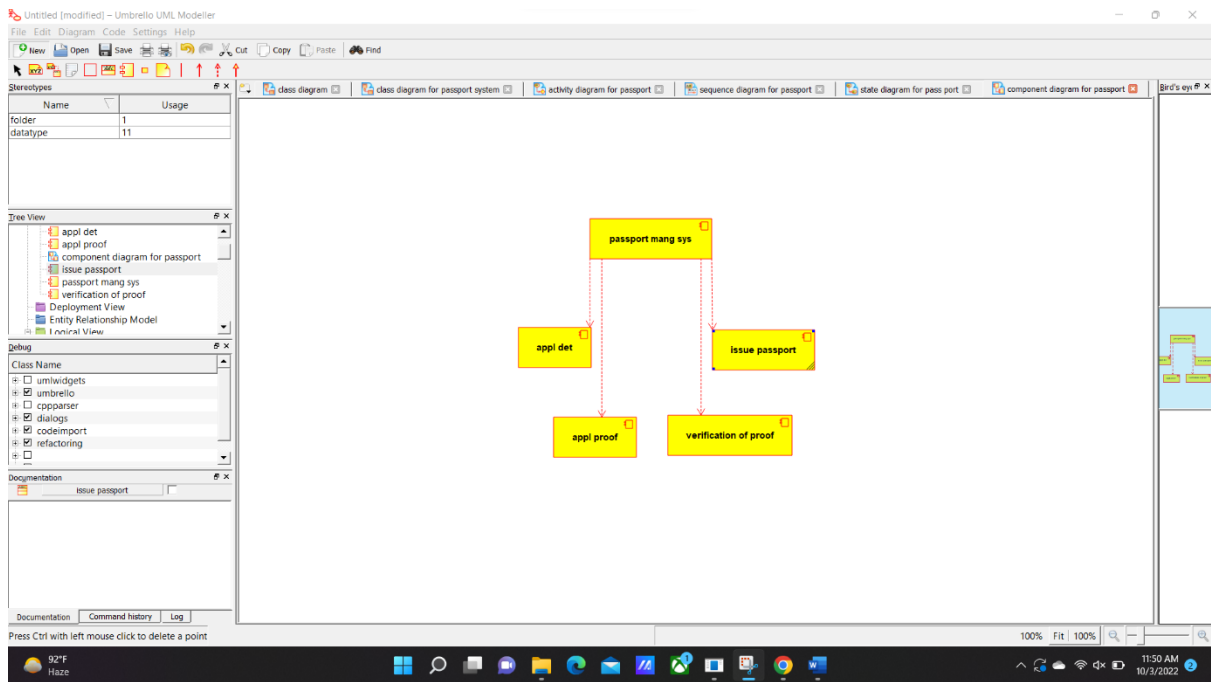 Untitled [modified] – Umbrello UML Modeller
File Edit Diagram Code Settings Help
New Open Save Cut Copy Paste Find
XYZ
Stereotypes
class diagram class diagram for passport system activity diagram for passport sequence diagram for passport state diagram for pass port component diagram for passport
Bird's eye
Name Usage
folder 1
datatype 11
Tree View
appl det
appl proof
component diagram for passport
issue passport
passport mang sys
verification of proof
Deployment View
Entity Relationship Model
Logical View
Debug
Class Name
umlwidgets
umbrello
cppparser
dialogs
codeimport
refactoring
Documentation
issue passport
passport mang sys
appl det
issue passport
appl proof
verification of proof
Documentation Command history Log
Press Ctrl with left mouse click to delete a point
100% Fit 100%
92°F
Haze
11:50 AM
10/3/2022
2